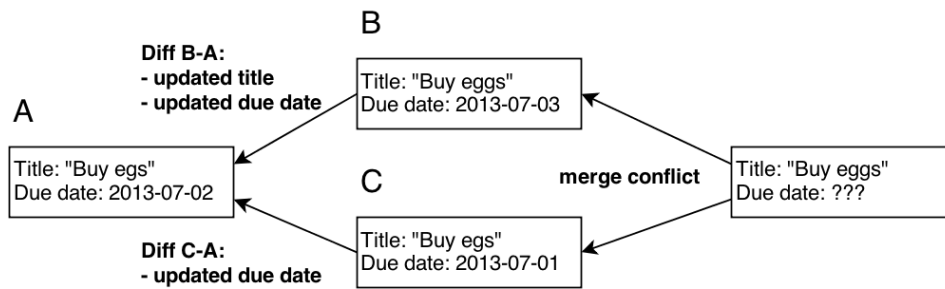 A
Title: "Buy egs"
Due date: 2013-07-02
Diff B-A:
- updated title
- updated due date
B
Title: "Buy eggs"
Due date: 2013-07-03
Diff C-A:
- updated due date
C
Title: "Buy egs"
Due date: 2013-07-01
merge conflict
Title: "Buy eggs"
Due date: ???